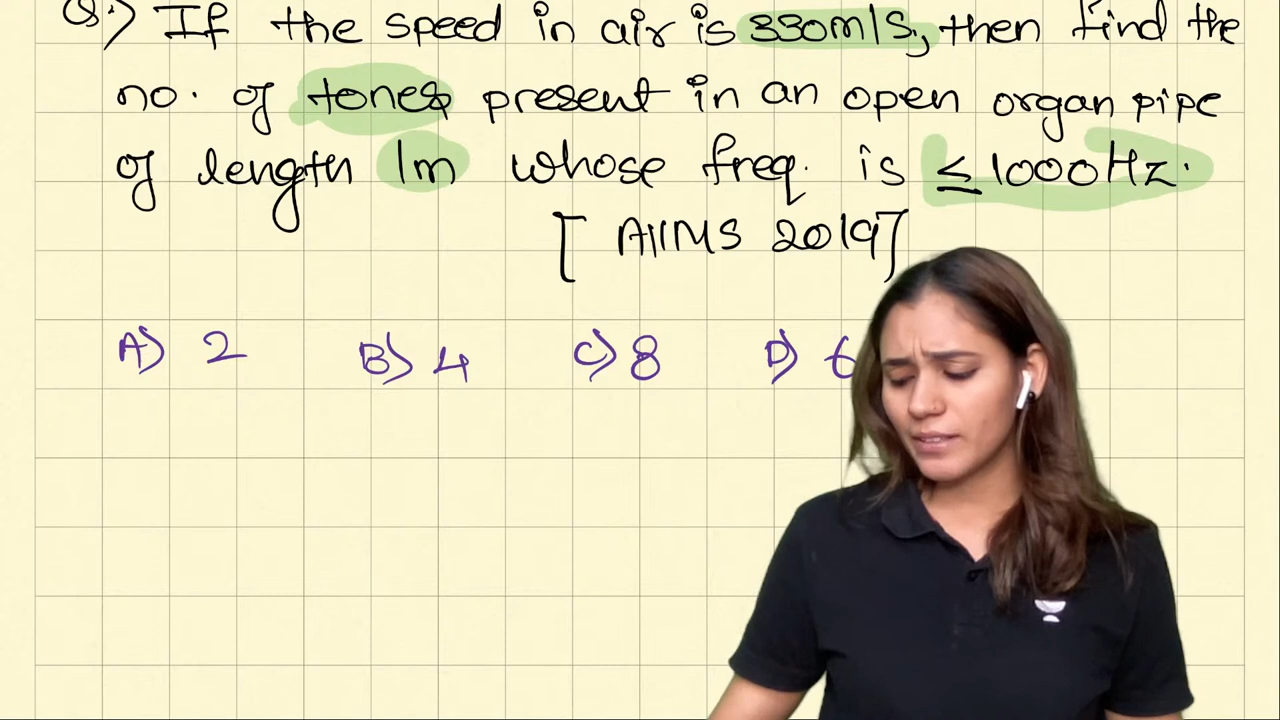 Q.) If the speed in air is 330m/s, then find the
no. of tones present in an open organ pipe
of length 1m whose freq. is ≤1000Hz.
[AIIMS 2019]
A) 2 B) 4 C) 8 D) 6